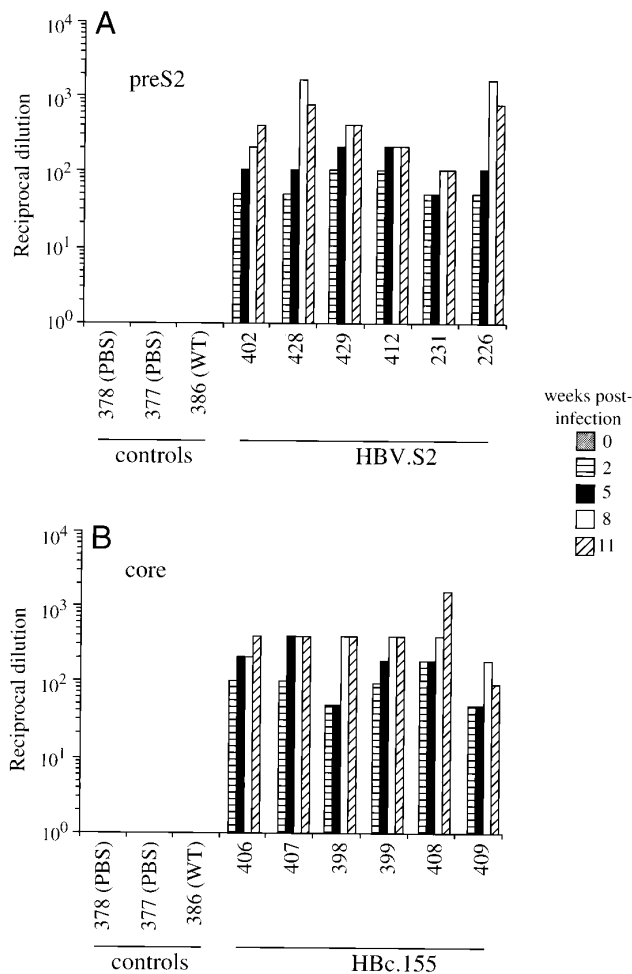 A
preS2
Reciprocal dilution
10^4
10^3
10^2
10^1
10^0
378 (PBS)
377 (PBS)
386 (WT)
402
428
429
412
231
226
controls
HBV.S2
weeks post-
infection
0
2
5
8
11
B
core
Reciprocal dilution
10^4
10^3
10^2
10^1
10^0
378 (PBS)
377 (PBS)
386 (WT)
406
407
398
399
408
409
controls
HBc.155